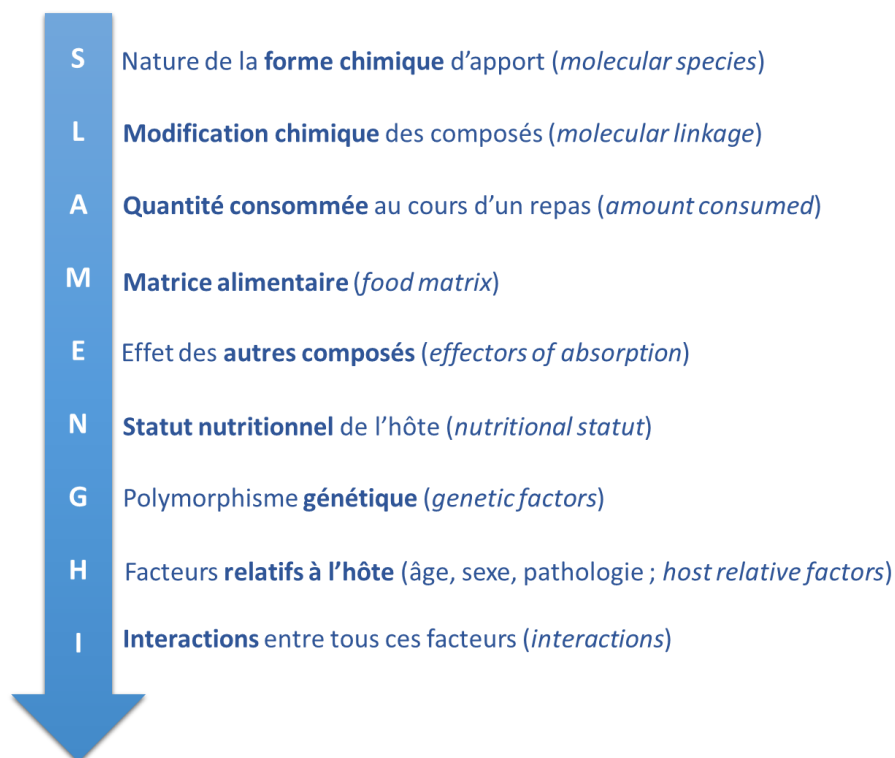 S Nature de la forme chimique d’apport (molecular species)
L Modification chimique des composés (molecular linkage)
A Quantité consommée au cours d’un repas (amount consumed)
M Matrice alimentaire (food matrix)
E Effet des autres composés (effectors of absorption)
N Statut nutritionnel de l’hôte (nutritional statut)
G Polymorphisme génétique (genetic factors)
H Facteurs relatifs à l’hôte (âge, sexe, pathologie ; host relative factors)
I Interactions entre tous ces facteurs (interactions)